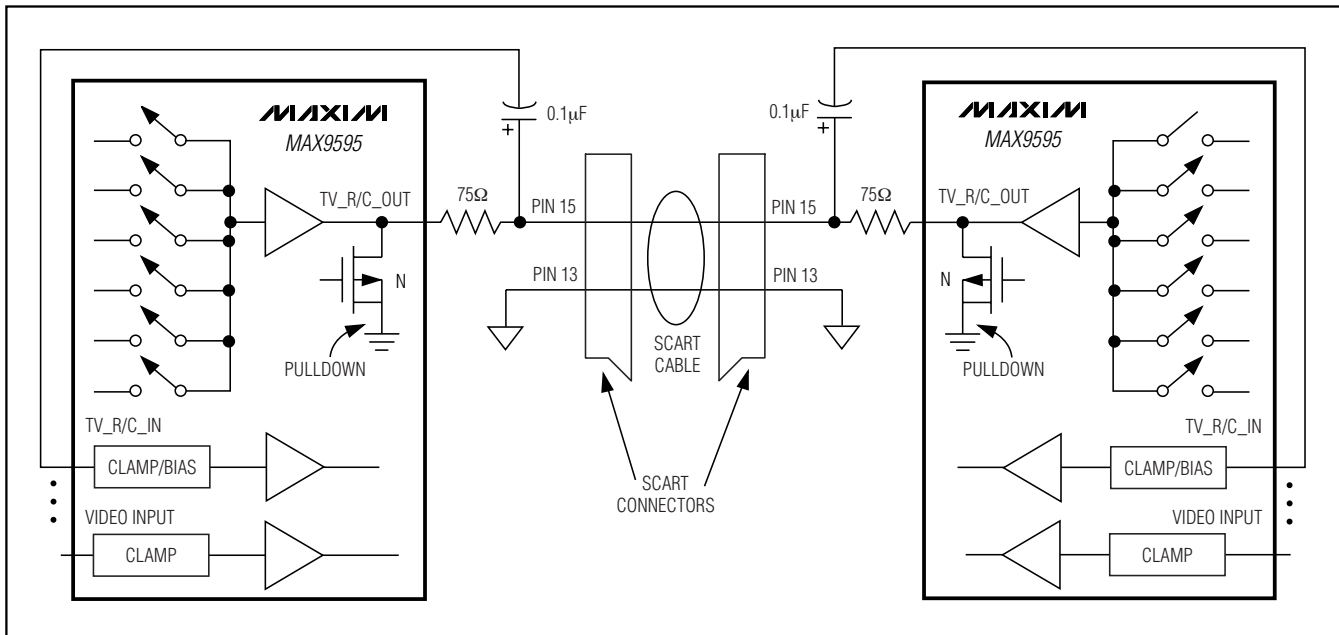 MAXIM
MAX9595
0.1µF
0.1µF
MAXIM
MAX9595
TV_R/C_OUT
75Ω
PIN 15
PIN 15
75Ω
TV_R/C_OUT
N
PIN 13
PIN 13
N
PULLDOWN
SCART
CABLE
PULLDOWN
TV_R/C_IN
TV_R/C_IN
CLAMP/BIAS
SCART
CONNECTORS
CLAMP/BIAS
VIDEO INPUT
VIDEO INPUT
CLAMP
CLAMP